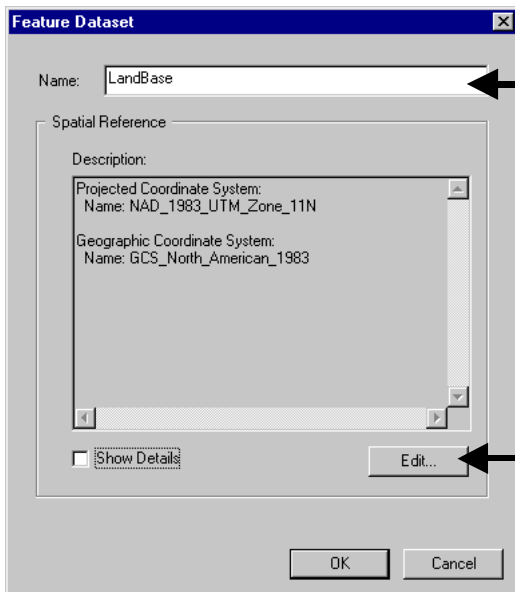 Feature Dataset
Name: LandBase
Spatial Reference
Description:
Projected Coordinate System:
Name: NAD_1983_UTM_Zone_11N
Geographic Coordinate System:
Name: GCS_North_American_1983
Show Details
Edit...
OK Cancel